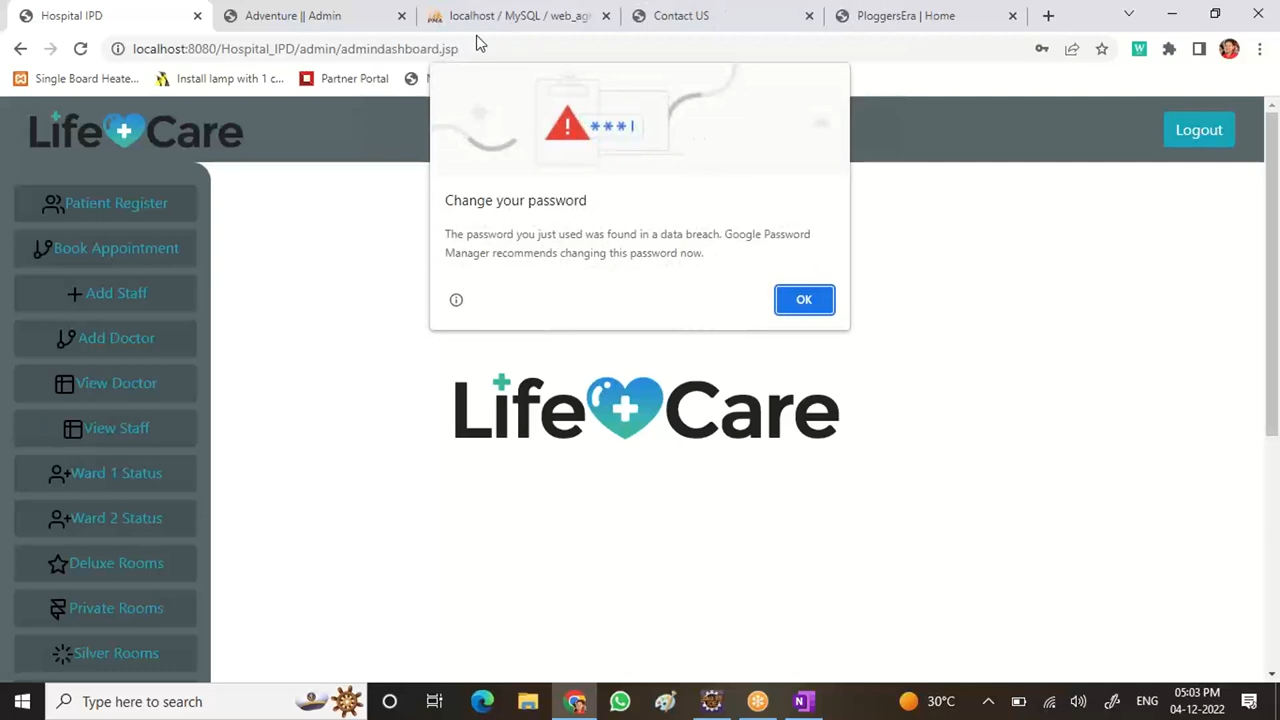 Hospital IPD
Adventure || Admin
localhost / MySQL / web_ag
Contact US
PloggersEra | Home
localhost:8080/Hospital_IPD/admin/admindashboard.jsp
Single Board Heate...
Install lamp with 1 c...
Partner Portal
Life Care
Logout
***
Change your password
The password you just used was found in a data breach. Google Password
Manager recommends changing this password now.
OK
Patient Register
Book Appointment
Add Staff
Add Doctor
View Doctor
View Staff
Ward 1 Status
Ward 2 Status
Deluxe Rooms
Private Rooms
Silver Rooms
Life Care
Type here to search
30°C
ENG
05:03 PM
04-12-2022